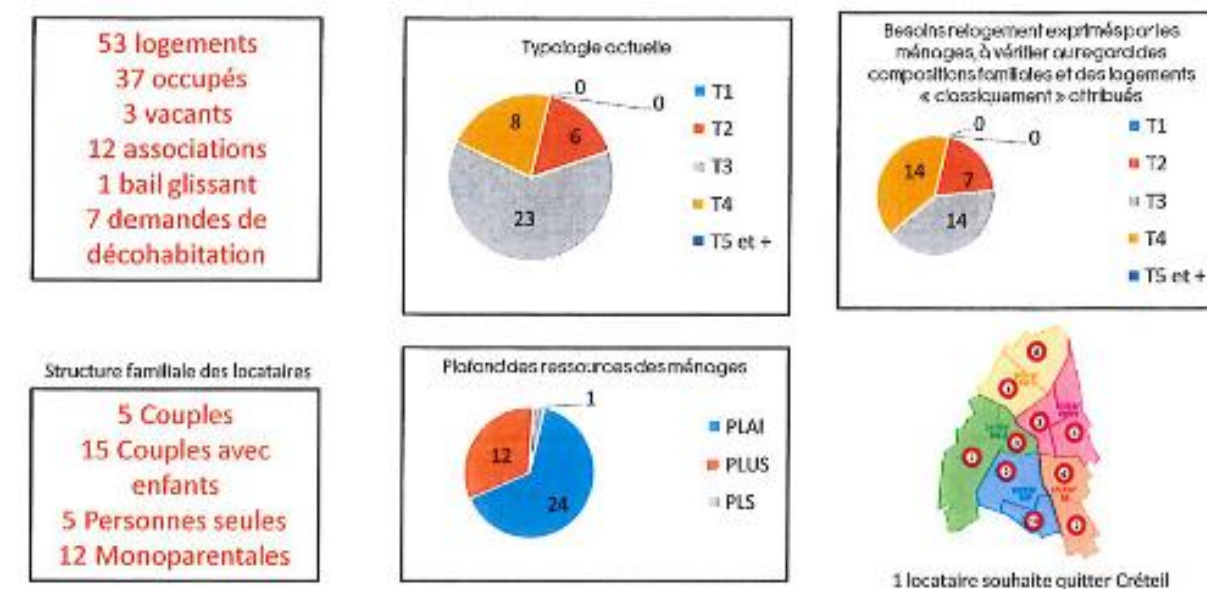 53 logements
37 occupés
3 vacants
12 associations
1 bail glissant
7 demandes de
décohabitation
Typologie actuelle
0
0
8
6
23
T1
T2
T3
T4
T5 et +
Besoins relogement exprimés par les
ménages, à vérifier au regard des
compositions familiales et des logements
« classiquement » attribués
0
0
14
7
14
T1
T2
T3
T4
T5 et +
Structure familiale des locataires
5 Couples
15 Couples avec
enfants
5 Personnes seules
12 Monoparentales
Plafond des ressources des ménages
1
12
24
PLAI
PLUS
PLS
1 locataire souhaite quitter Créteil